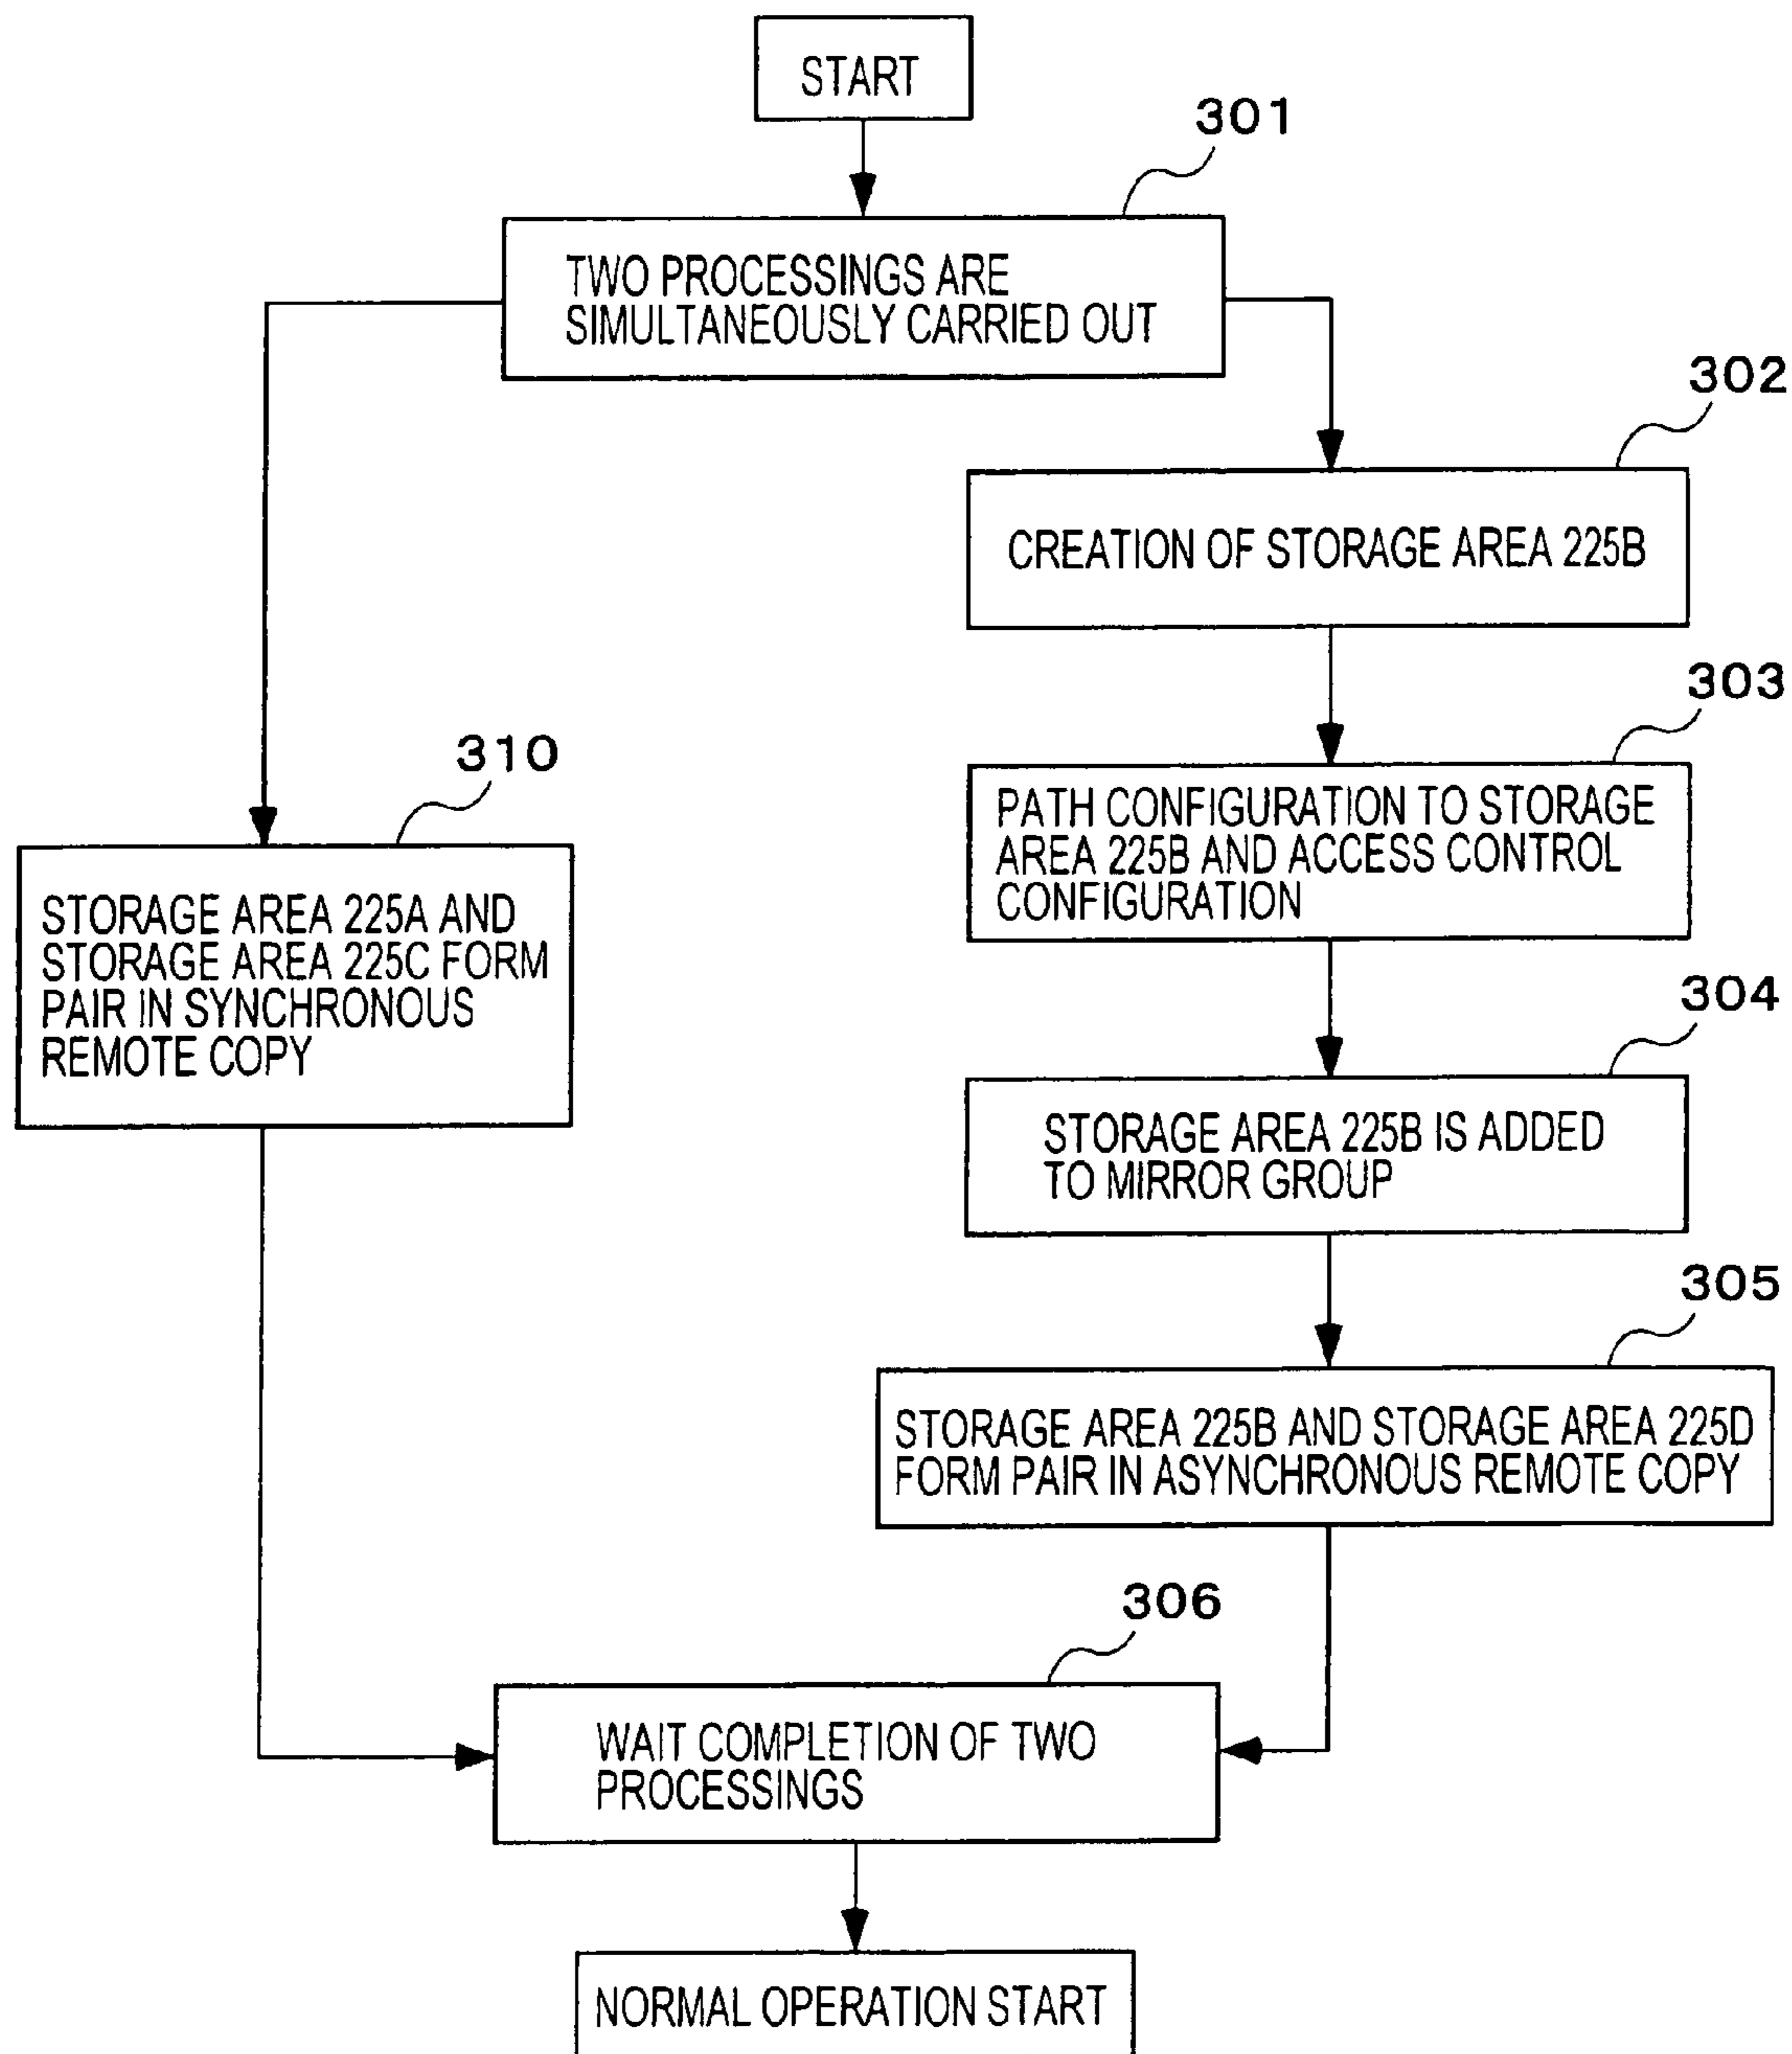 START
301
TWO PROCESSINGS ARE
SIMULTANEOUSLY CARRIED OUT
302
CREATION OF STORAGE AREA 225B
303
PATH CONFIGURATION TO STORAGE
AREA 225B AND ACCESS CONTROL
CONFIGURATION
310
STORAGE AREA 225A AND
STORAGE AREA 225C FORM
PAIR IN SYNCHRONOUS
REMOTE COPY
304
STORAGE AREA 225B IS ADDED
TO MIRROR GROUP
305
STORAGE AREA 225B AND STORAGE AREA 225D
FORM PAIR IN ASYNCHRONOUS REMOTE COPY
306
WAIT COMPLETION OF TWO
PROCESSINGS
NORMAL OPERATION START